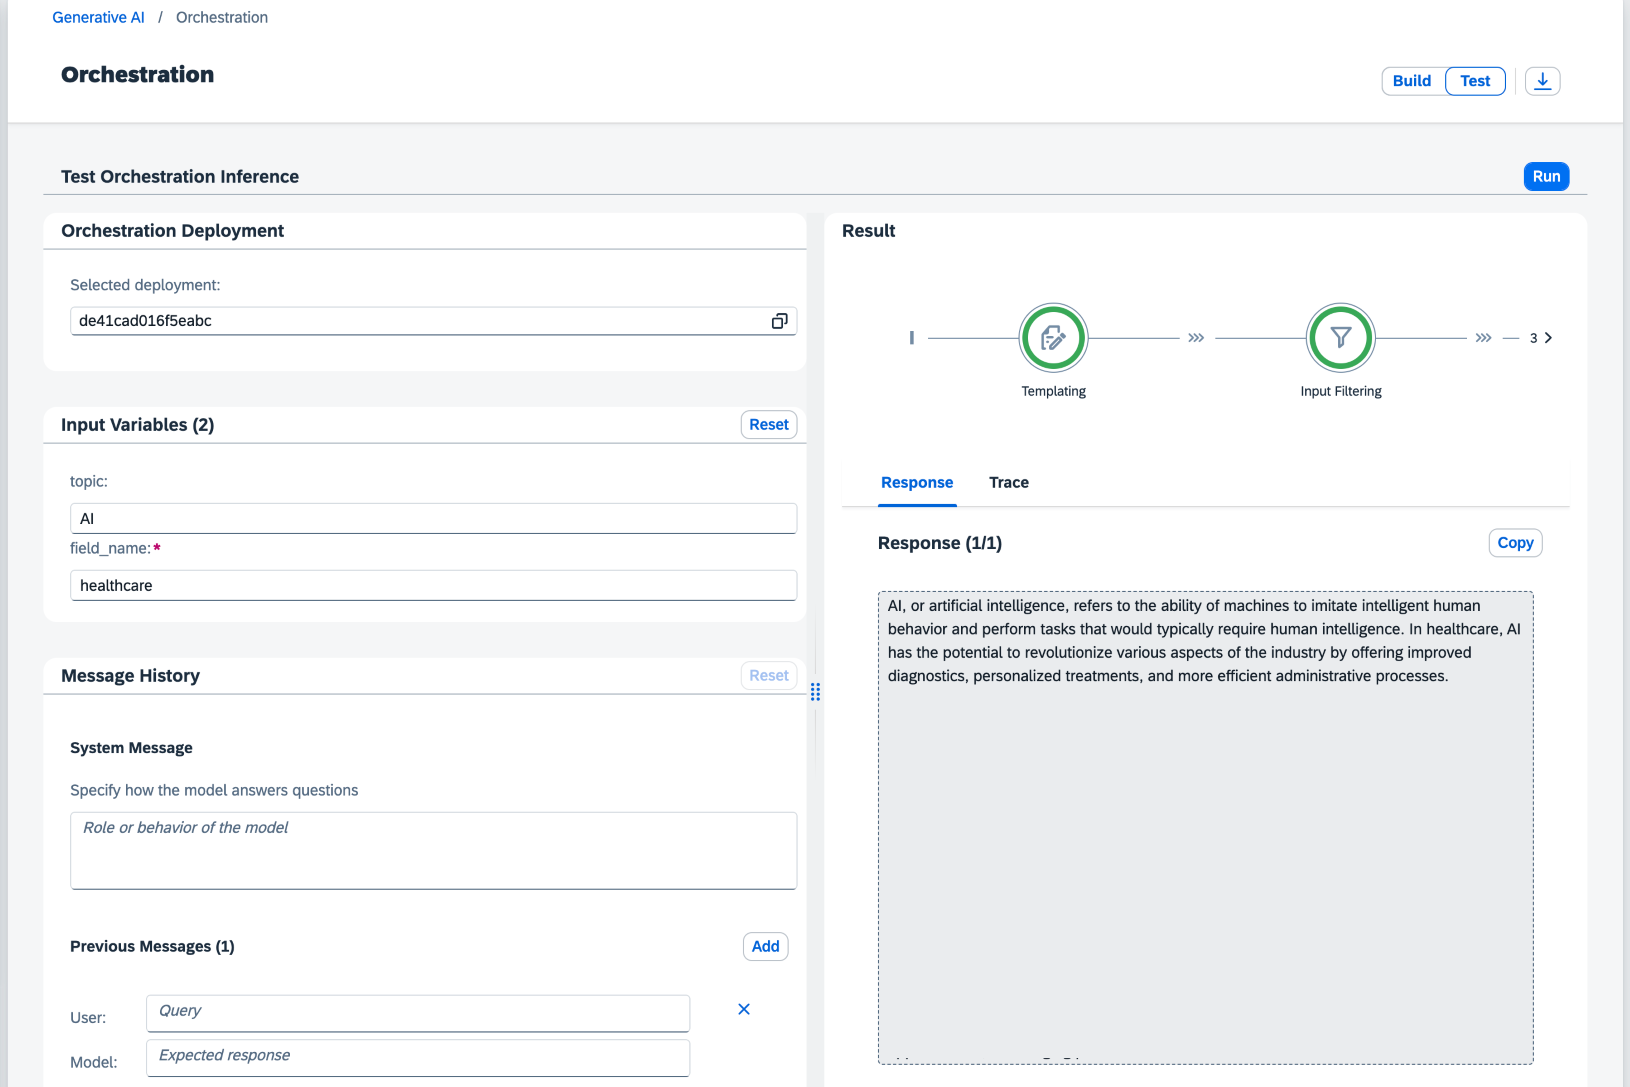 Generative AI / Orchestration
Orchestration
Build
Test
Test Orchestration Inference
Run
Orchestration Deployment
Selected deployment:
de41cad016f5eabc
Input Variables (2)
Reset
topic:
AI
field_name:*
healthcare
Message History
Reset
System Message
Specify how the model answers questions
Role or behavior of the model
Previous Messages (1)
Add
User:
Query
Model:
Expected response
Result
3
Templating
Input Filtering
Response
Trace
Response (1/1)
Copy
AI, or artificial intelligence, refers to the ability of machines to imitate intelligent human
behavior and perform tasks that would typically require human intelligence. In healthcare, AI
has the potential to revolutionize various aspects of the industry by offering improved
diagnostics, personalized treatments, and more efficient administrative processes.